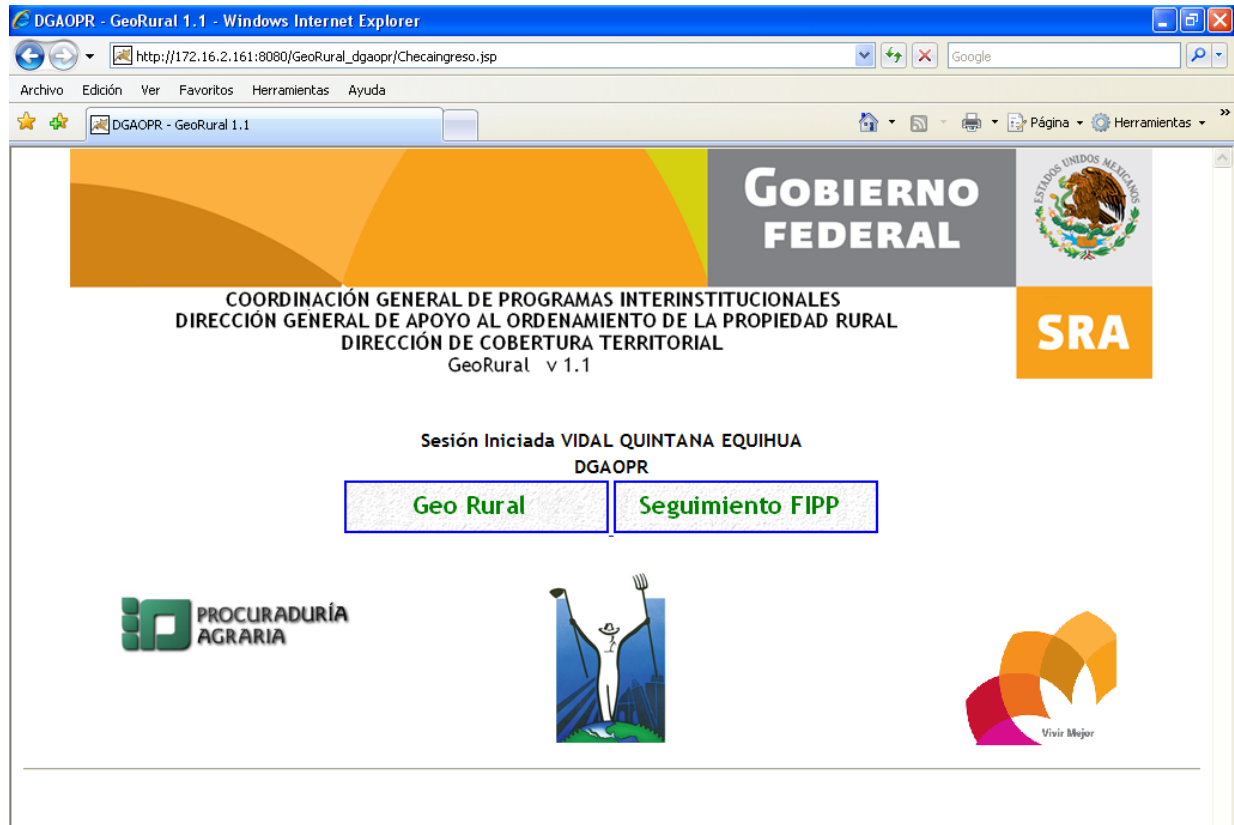 DGAOPR - GeoRural 1.1 - Windows Internet Explorer
http://172.16.2.161:8080/GeoRural_dgaopr/Checaingreso.jsp
Google
Archivo Edición Ver Favoritos Herramientas Ayuda
DGAOPR - GeoRural 1.1
Página Herramientas
GOBIERNO
FEDERAL
ESTADOS UNIDOS MEXICANOS
COORDINACIÓN GENERAL DE PROGRAMAS INTERINSTITUCIONALES
DIRECCIÓN GENERAL DE APOYO AL ORDENAMIENTO DE LA PROPIEDAD RURAL
DIRECCIÓN DE COBERTURA TERRITORIAL
GeoRural v 1.1
SRA
Sesión Iniciada VIDAL QUINTANA EQUIHUA
DGAOPR
Geo Rural Seguimiento FIPP
PROCURADURÍA
AGRARIA
Vivir Mejor